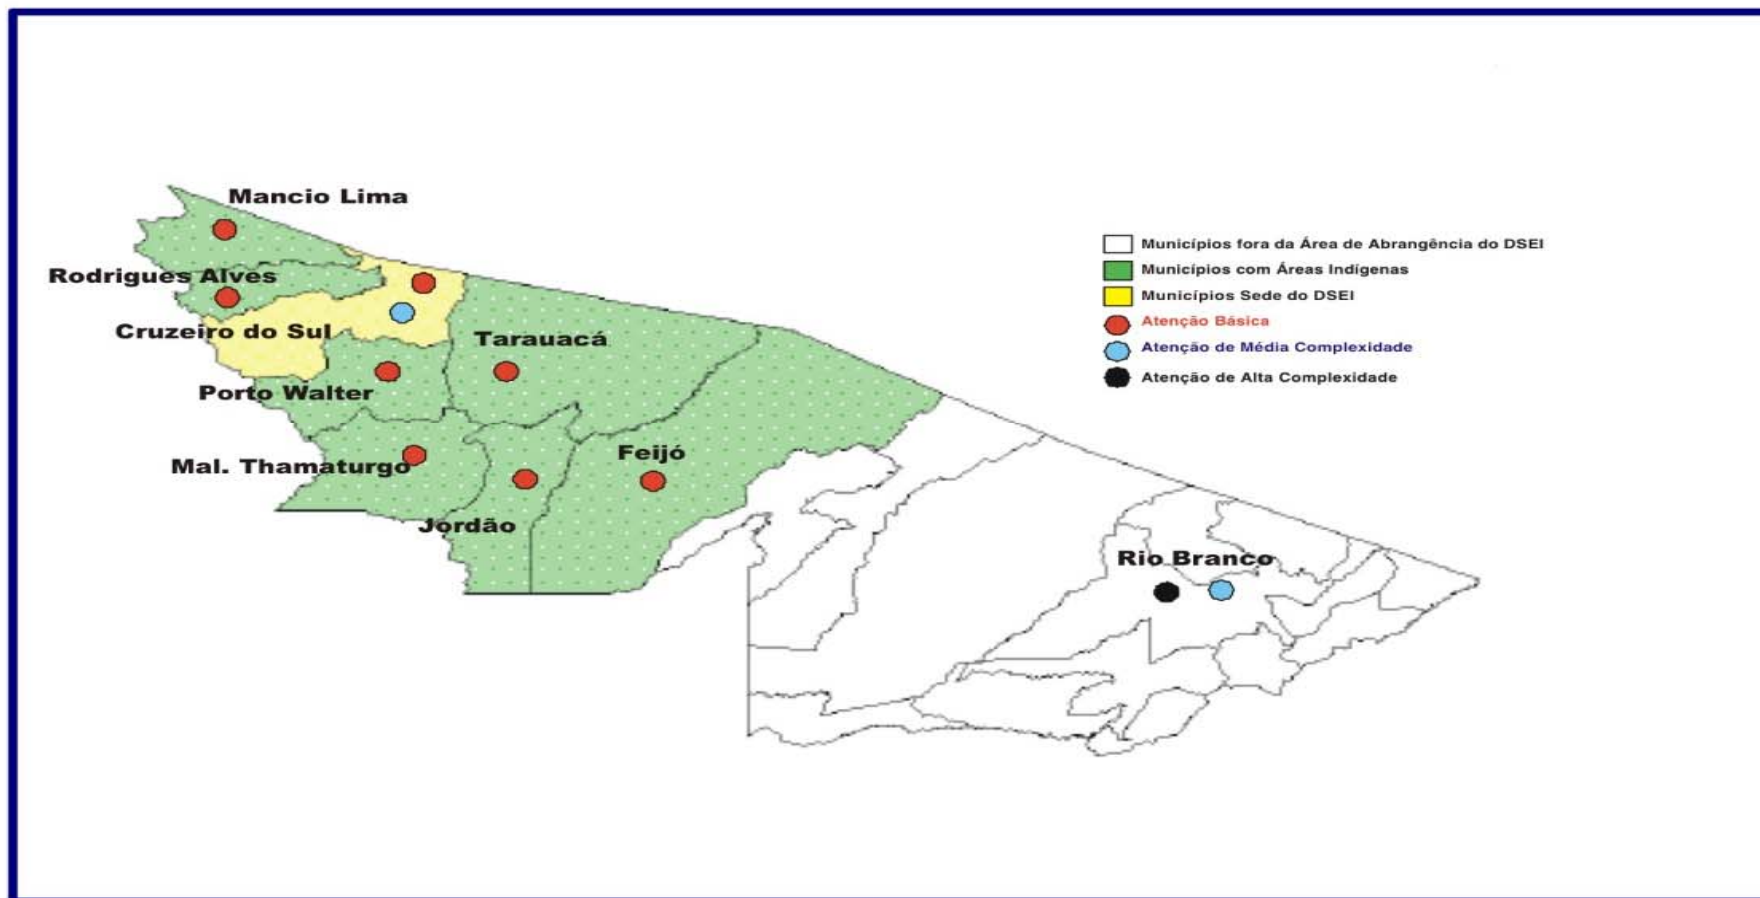 Mancio Lima
Rodrigues Alves
Cruzeiro do Sul
Tarauacá
Porto Walter
Mal. Thamaturgo
Feijó
Jordão
Rio Branco
Municípios fora da Área de Abrangência do DSEI
Municípios com Áreas Indígenas
Municípios Sede do DSEI
Atenção Básica
Atenção de Média Complexidade
Atenção de Alta Complexidade